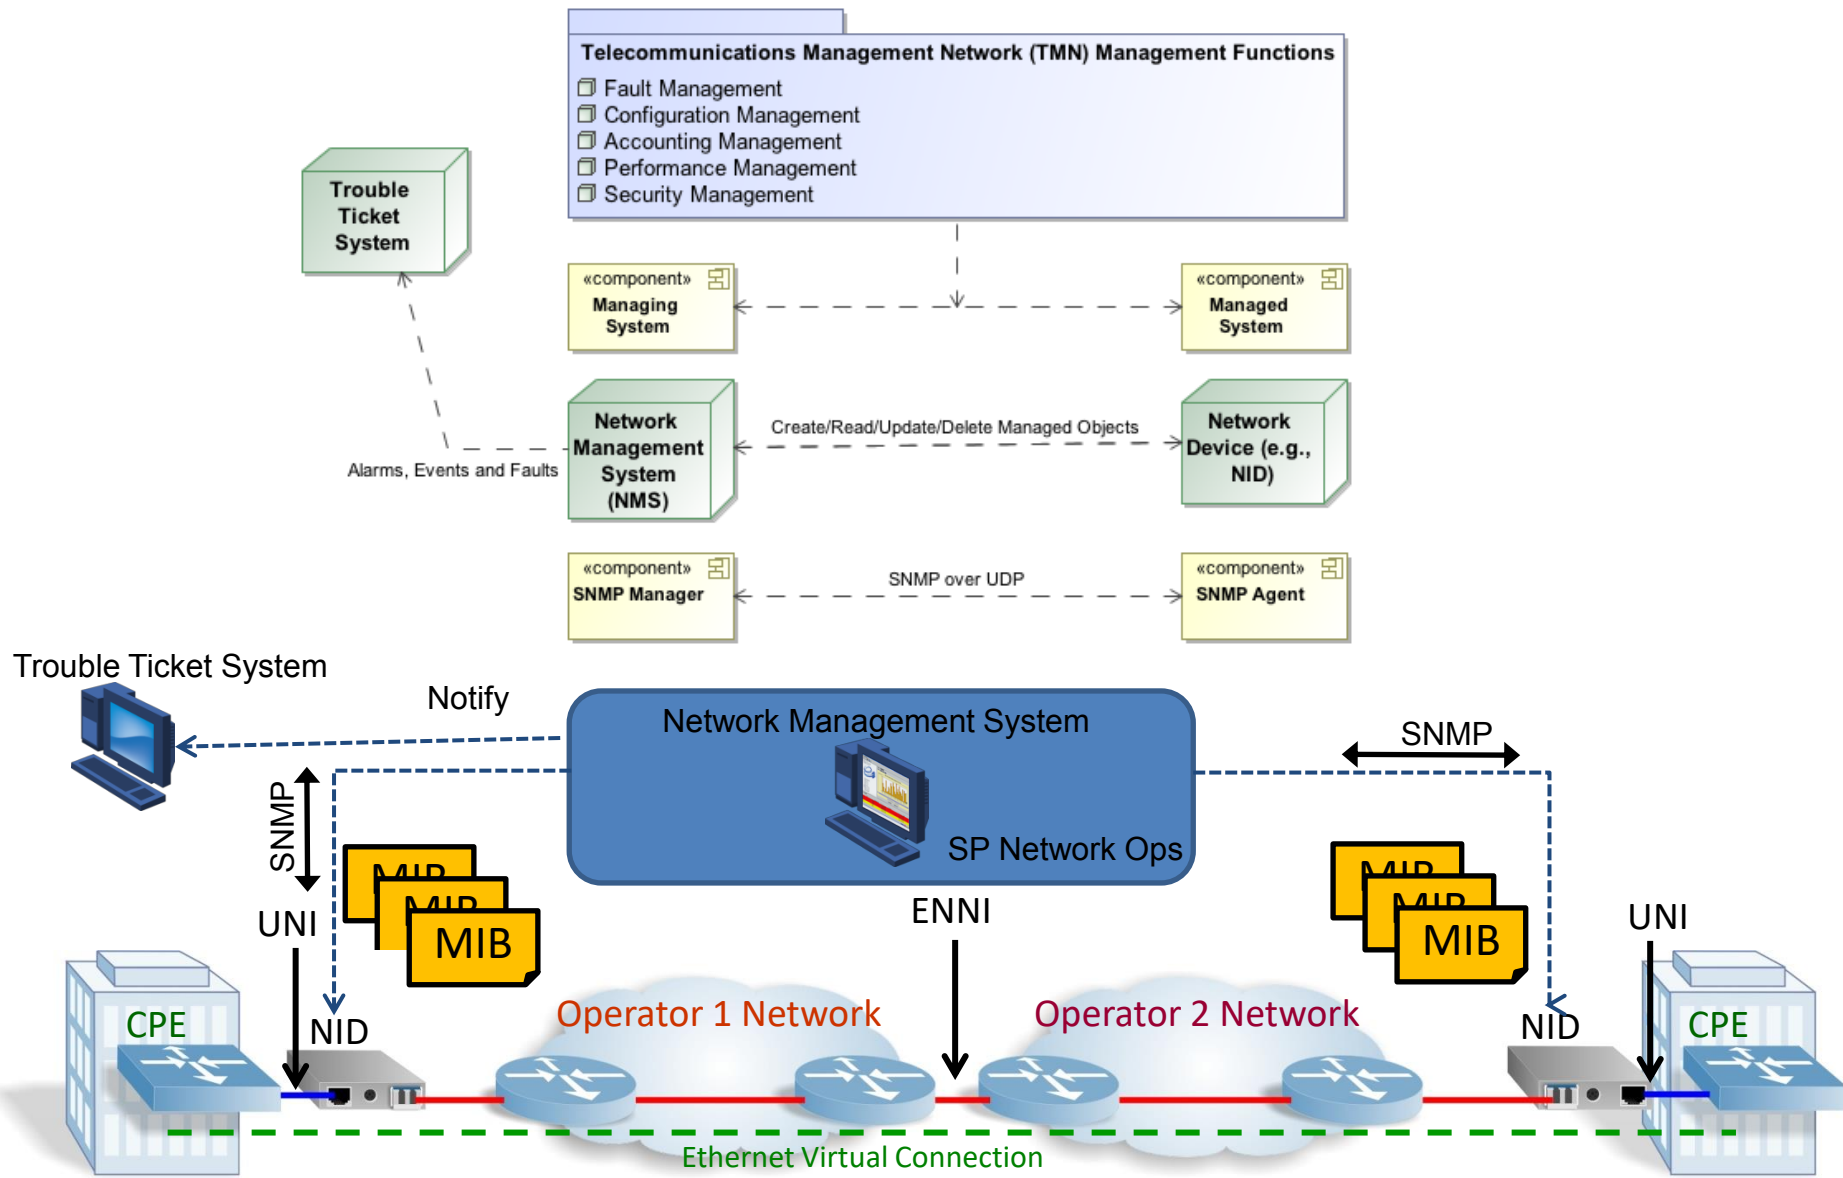 Telecommunications Management Network (TMN) Management Functions
Fault Management
Configuration Management
Accounting Management
Performance Management
Security Management
Trouble
Ticket
System
«component»
Managing
System
«component»
Managed
System
Network
Management
System
(NMS)
Create/Read/Update/Delete Managed Objects
Network
Device (e.g.,
NID)
Alarms, Events and Faults
«component»
SNMP Manager
SNMP over UDP
«component»
SNMP Agent
Trouble Ticket System
Notify
Network Management System
SP Network Ops
SNMP
SNMP
MIB
MIB
MIB
MIB
MIB
MIB
UNI
ENNI
UNI
CPE
NID
Operator 1 Network
Operator 2 Network
NID
CPE
Ethernet Virtual Connection